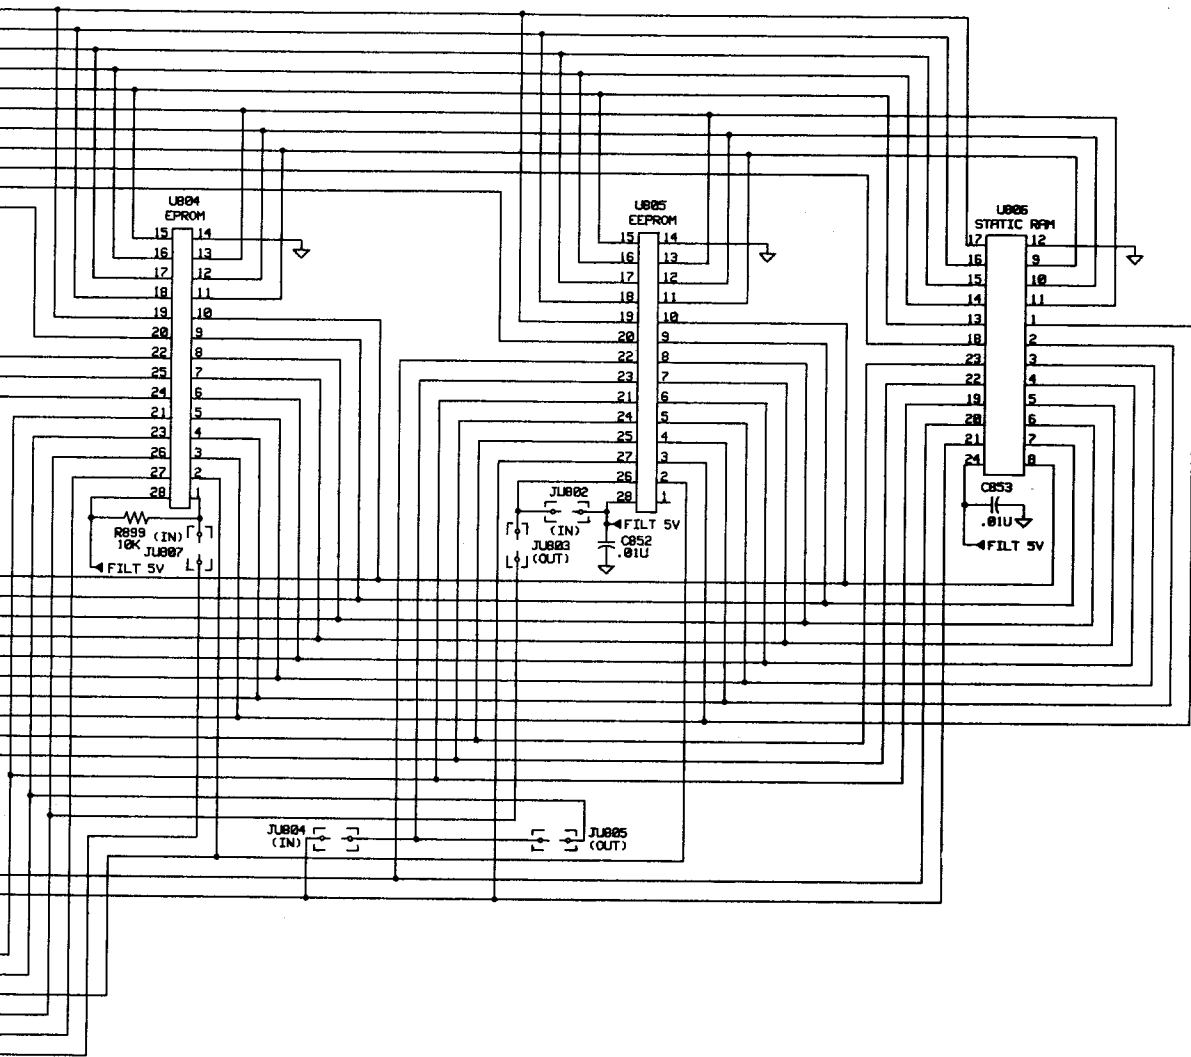 U804
EPROM
15 14
16 13
17 12
18 11
19 10
20 9
22 8
25 7
24 6
21 5
23 4
26 3
27 2
28 1
R899
10K
(IN)
JU807
FILT 5V
U805
EEPROM
15 14
16 13
17 12
18 11
19 10
20 9
22 8
23 7
21 6
24 5
25 4
27 3
26 2
28 1
JU802
(IN)
JU803
(OUT)
FILT 5V
C852
.01U
U806
STATIC RAM
17 12
16 9
15 10
14 11
13 1
18 2
23 3
22 4
19 5
20 6
21 7
24 8
C853
.01U
FILT 5V
JU804
(IN)
JU805
(OUT)